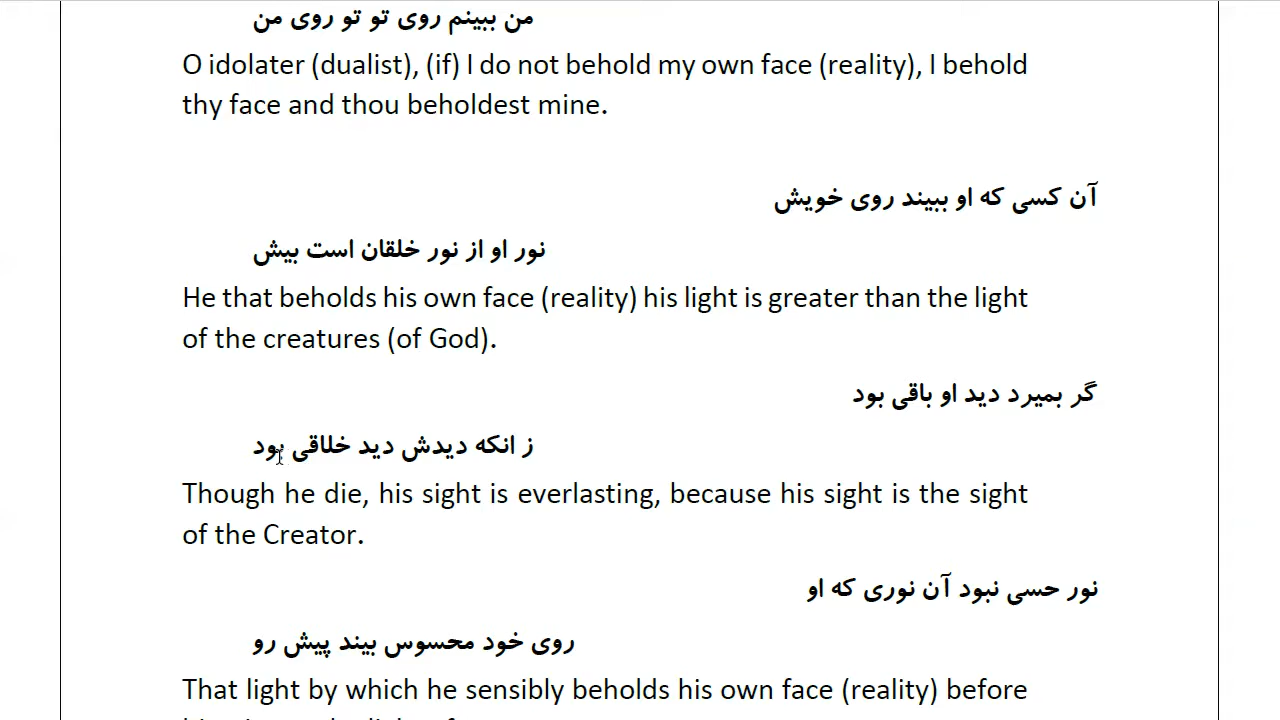 من ببینم روی تو تو روی من
O idolater (dualist), (if) I do not behold my own face (reality), I behold
thy face and thou beholdest mine.
آن کسی که او ببیند روی خویش
نور او از نور خلقان است بیش
He that beholds his own face (reality) his light is greater than the light
of the creatures (of God).
گر بمیرد دید او باقی بود
ز انکه دیدش دید خلاقی بود
Though he die, his sight is everlasting, because his sight is the sight
of the Creator.
نور حسی نبود آن نوری که او
روی خود محسوس بیند پیش رو
That light by which he sensibly beholds his own face (reality) before